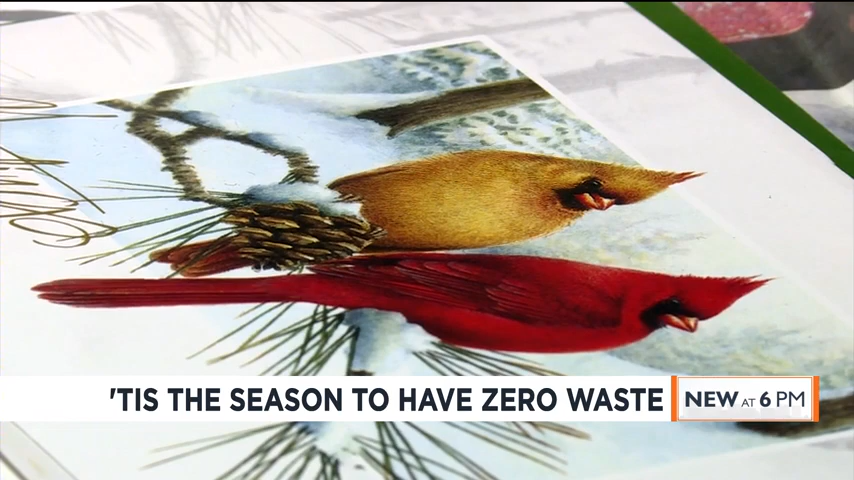 'TIS THE SEASON TO HAVE ZERO WASTE
NEW AT 6 PM